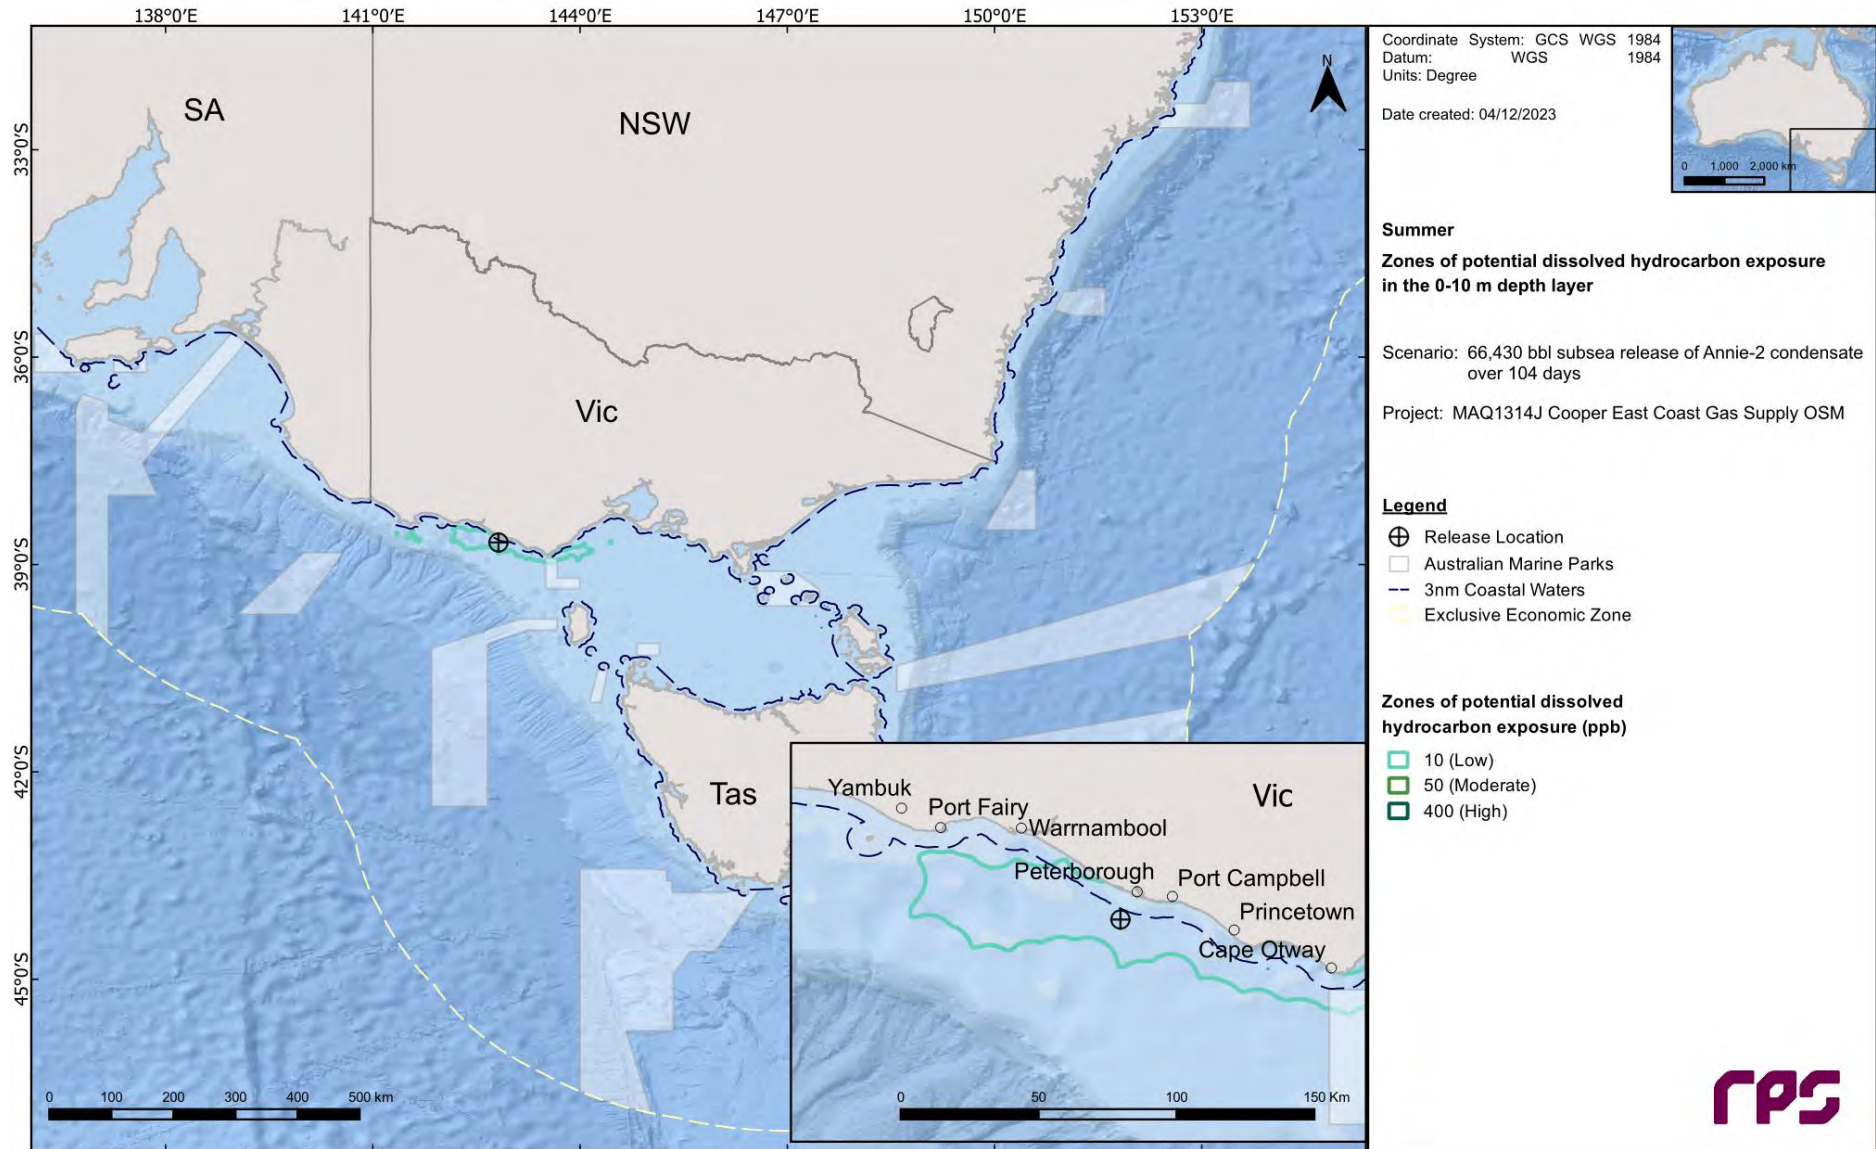 138°0'E 141°0'E 144°0'E 147°0'E 150°0'E 153°0'E
33°0'S
36°0'S
39°0'S
42°0'S
45°0'S
SA
NSW
Vic
Tas
N
0 100 200 300 400 500 km
Yambuk
Port Fairy
Warrnambool
Vic
Peterborough
Port Campbell
Princetown
Cape Otway
0 50 100 150 Km
Coordinate System: GCS WGS 1984
Datum: WGS 1984
Units: Degree
Date created: 04/12/2023
0 1,000 2,000 km
Summer
Zones of potential dissolved hydrocarbon exposure
in the 0-10 m depth layer
Scenario: 66,430 bbl subsea release of Annie-2 condensate
over 104 days
Project: MAQ1314J Cooper East Coast Gas Supply OSM
Legend
Release Location
Australian Marine Parks
3nm Coastal Waters
Exclusive Economic Zone
Zones of potential dissolved
hydrocarbon exposure (ppb)
10 (Low)
50 (Moderate)
400 (High)
rps